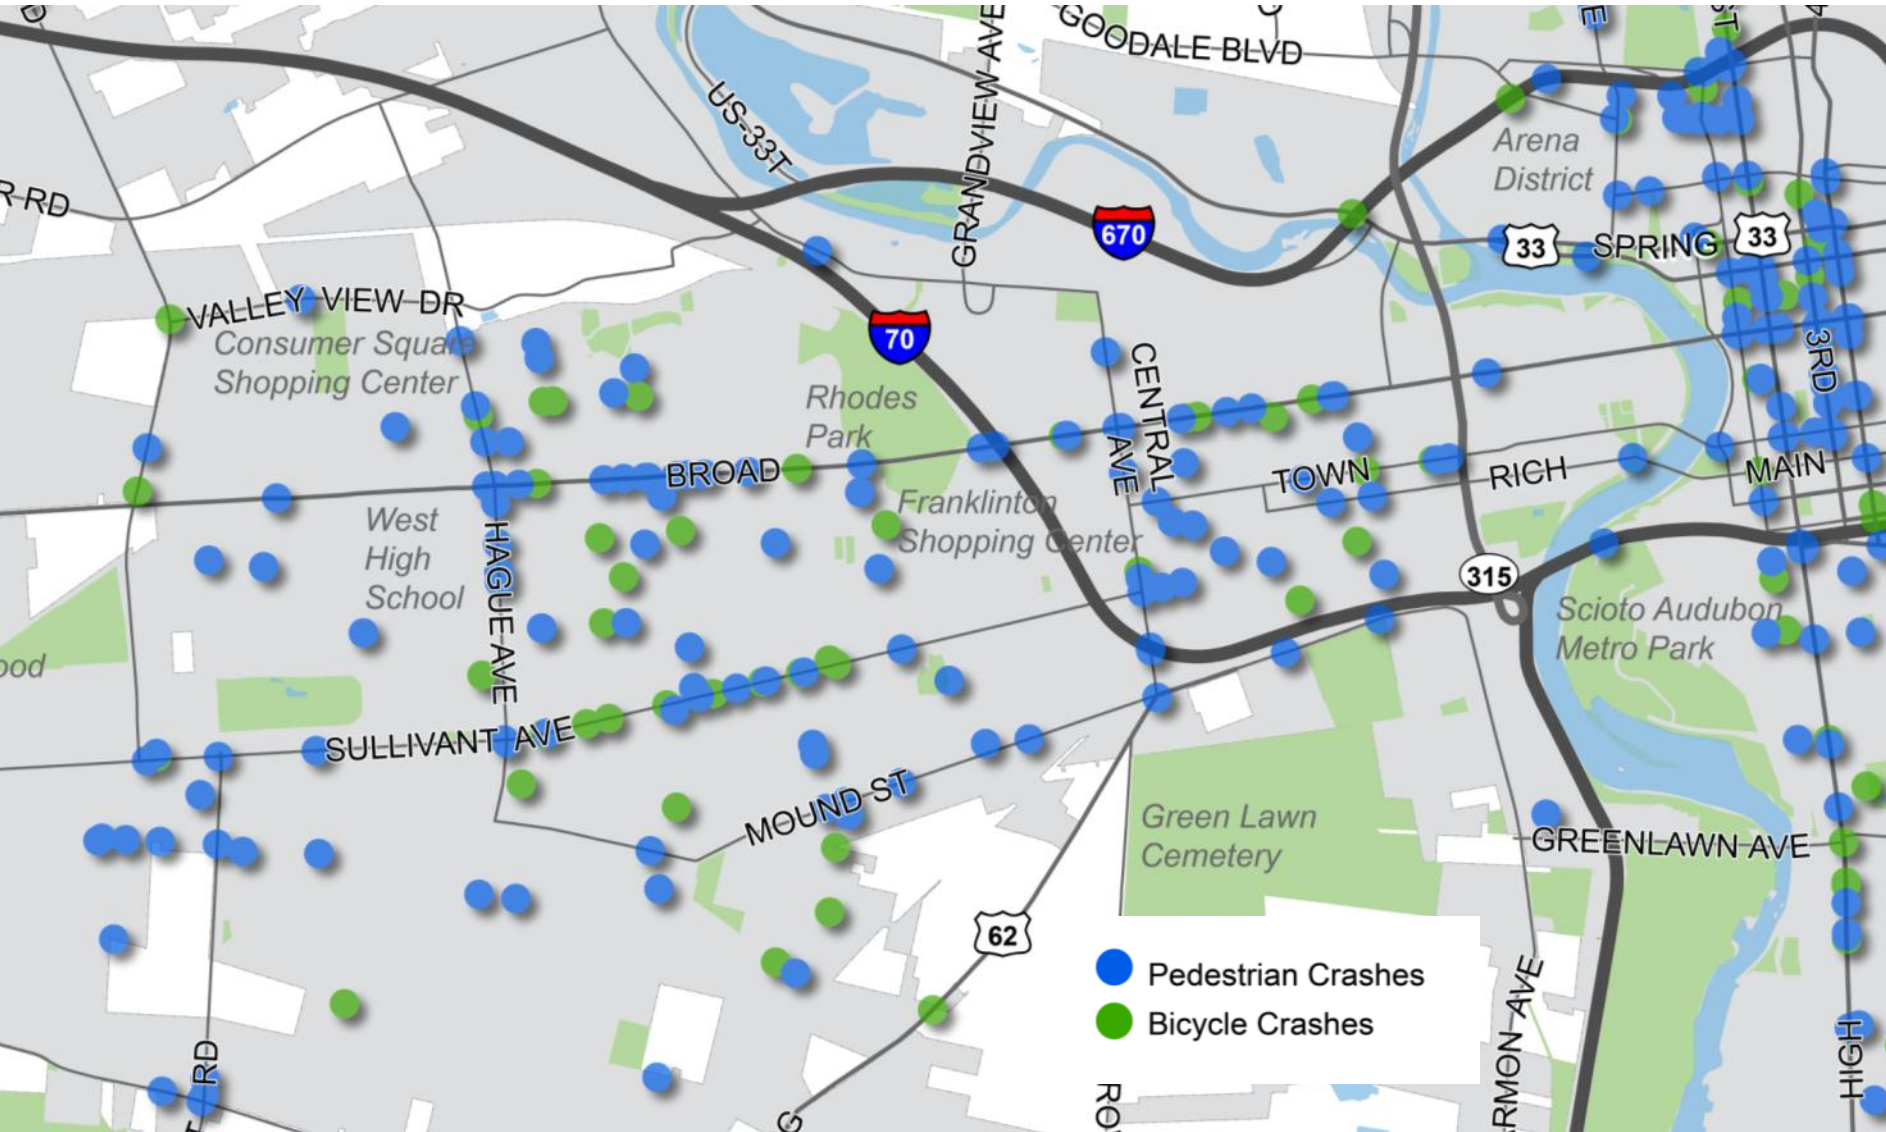 GOODALE BLVD
GRANDVIEW AVE
US-33T
Arena
District
R RD
670
33
SPRING
33
VALLEY VIEW DR
Consumer Square
Shopping Center
70
3RD
Rhodes
Park
CENTRAL
AVE
BROAD
TOWN
RICH
MAIN
West
High
School
HAGUE AVE
Franklinton
Shopping Center
315
Scioto Audubon
Metro Park
ood
SULLIVANT AVE
MOUND ST
Green Lawn
Cemetery
GREENLAWN AVE
62
Pedestrian Crashes
Bicycle Crashes
RMON AVE
HIGH
RD